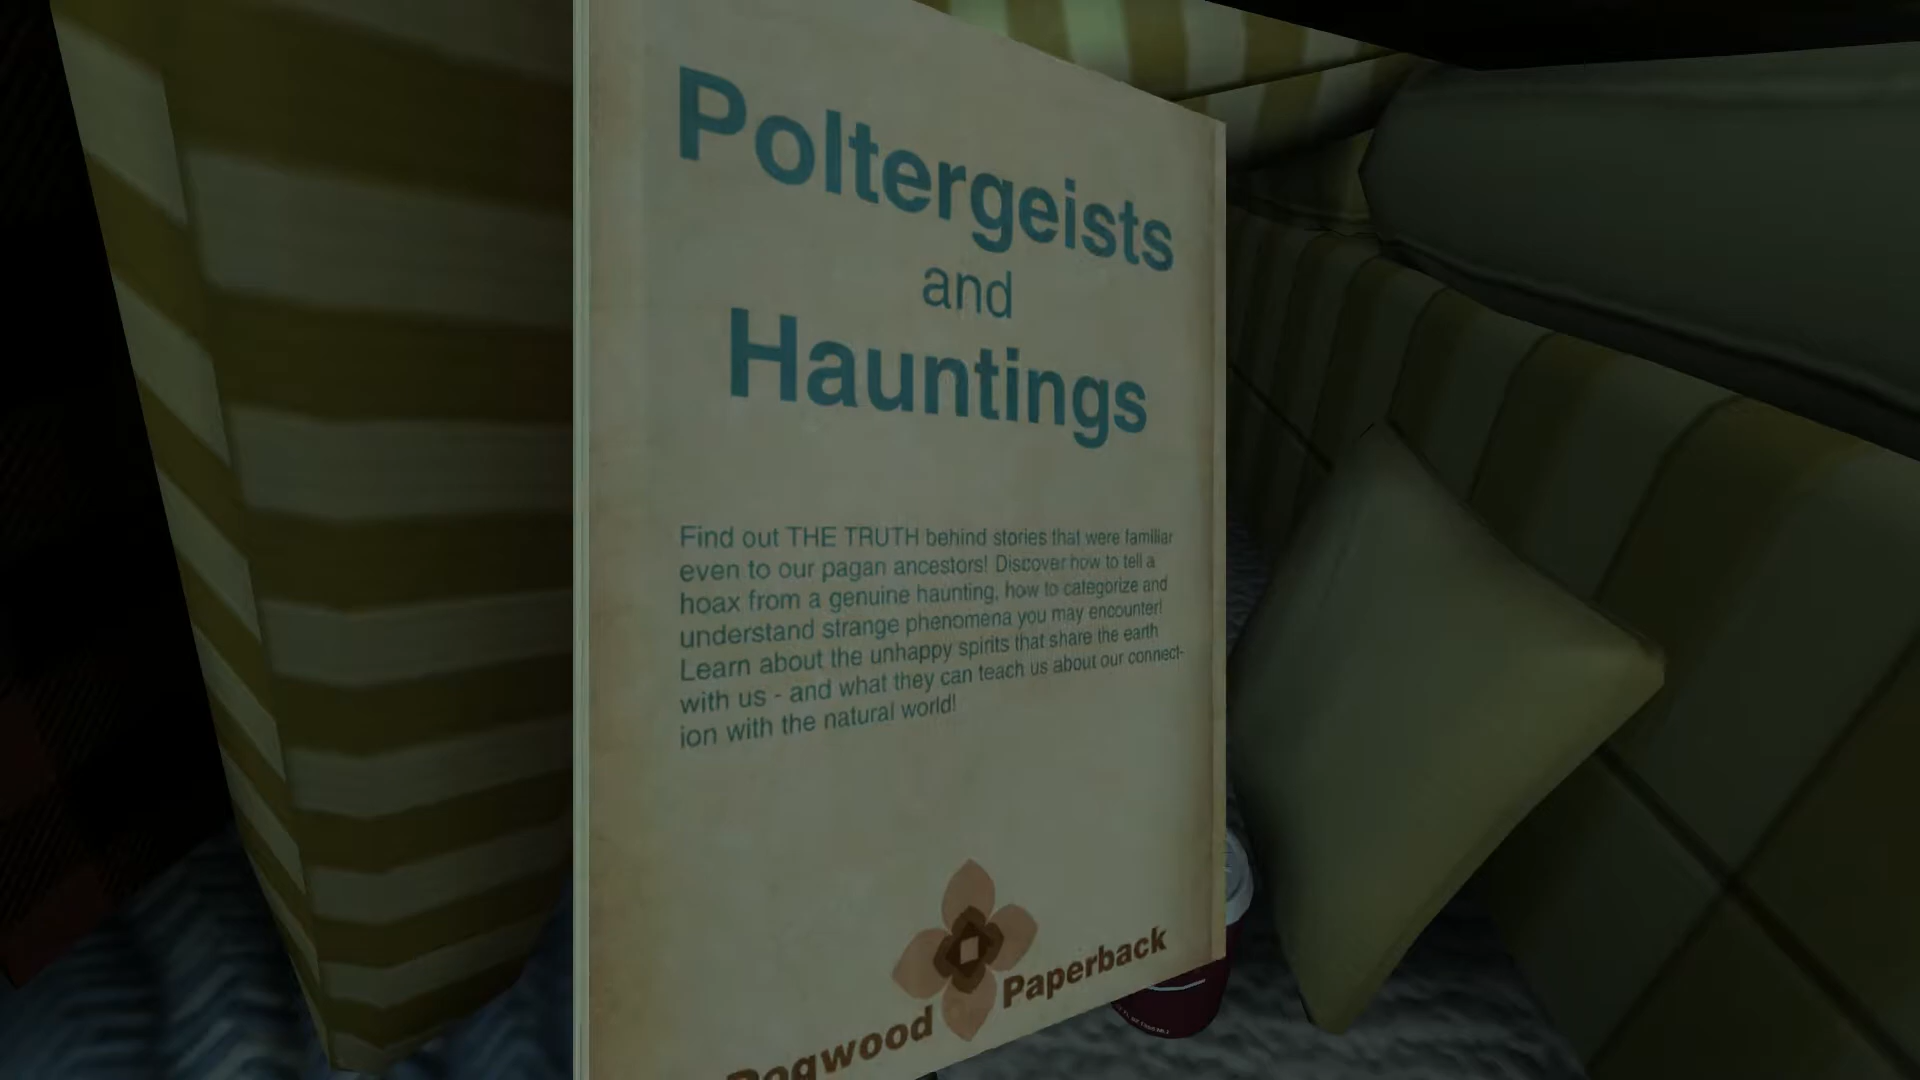 Poltergeists
and
Hauntings
Find out THE TRUTH behind stories that were familiar
even to our pagan ancestors! Discover how to tell a
hoax from a genuine haunting, how to categorize and
understand strange phenomena you may encounter!
Learn about the unhappy spirits that share the earth
with us - and what they can teach us about our connect-
ion with the natural world!
Dogwood Paperback